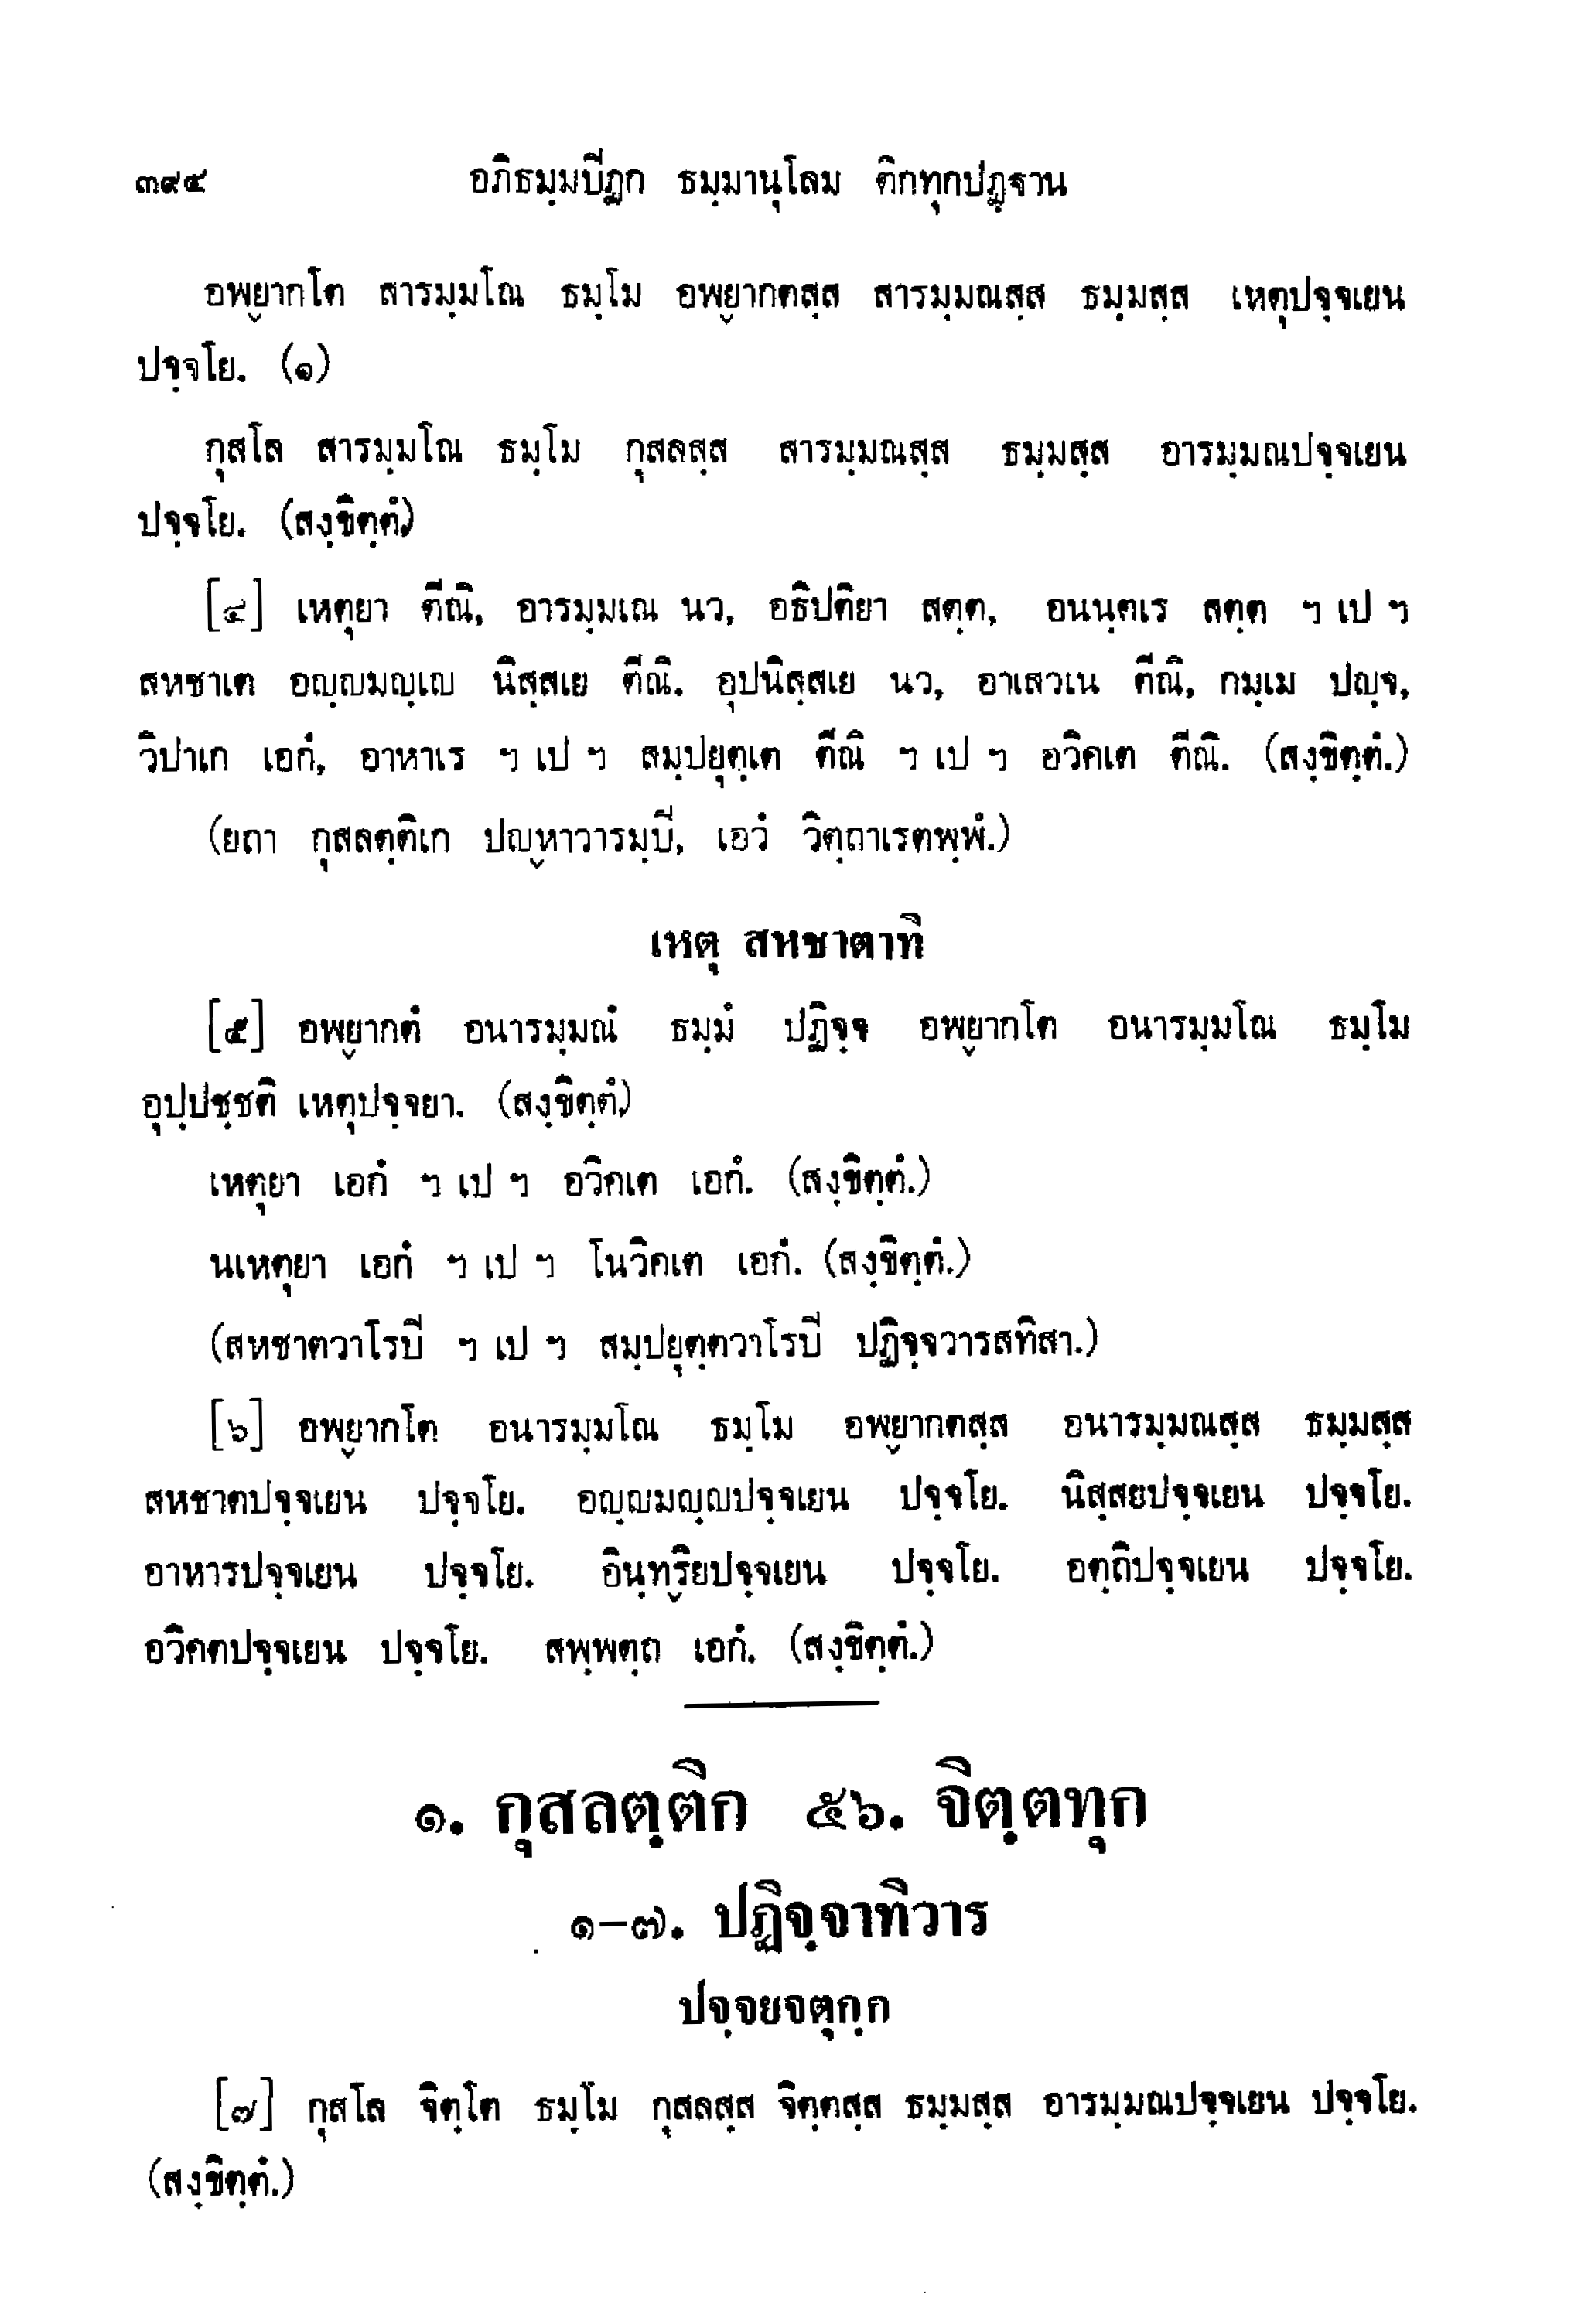 ๓๙๔ อภิธมฺมปิฏก ธมฺมานุโลม ติกทุกปฏฺฐาน
อพฺยากโต สารมฺมโณ ธมฺโม อพฺยากตสฺส สารมฺมณสฺส ธมฺมสฺส เหตุปจฺจเยน
ปจฺจโย. (๑)
กุสโล สารมฺมโณ ธมฺโม กุสลสฺส สารมฺมณสฺส ธมฺมสฺส อารมฺมณปจฺจเยน
ปจฺจโย. (สงฺขิตฺตํ)
[๔] เหตุยา ตีณิ, อารมฺมเณ นว, อธิปติยา สตฺต, อนนฺตเร สตฺต ฯ เป ฯ
สหชาเต อญฺญมญฺเญ นิสฺสเย ตีณิ. อุปนิสฺสเย นว, อาเสวเน ตีณิ, กมฺเม ปญฺจ,
วิปาเก เอกํ, อาหาเร ฯ เป ฯ สมฺปยุตฺเต ตีณิ ฯ เป ฯ อวิคเต ตีณิ. (สงฺขิตฺตํ.)
(ยถา กุสลตฺติเก ปญฺหาวารมฺปิ, เอวํ วิตฺถาเรตพฺพํ.)
เหตุ สหชาตาทิ
[๕] อพฺยากตํ อนารมฺมณํ ธมฺมํ ปฏิจฺจ อพฺยากโต อนารมฺมโณ ธมฺโม
อุปฺปชฺชติ เหตุปจฺจยา. (สงฺขิตฺตํ)
เหตุยา เอกํ ฯ เป ฯ อวิคเต เอกํ. (สงฺขิตฺตํ.)
นเหตุยา เอกํ ฯ เป ฯ โนวิคเต เอกํ. (สงฺขิตฺตํ.)
(สหชาตวาโรปิ ฯ เป ฯ สมฺปยุตฺตวาโรปิ ปฏิจฺจวารสทิสา.)
[๖] อพฺยากโต อนารมฺมโณ ธมฺโม อพฺยากตสฺส อนารมฺมณสฺส ธมฺมสฺส
สหชาตปจฺจเยน ปจฺจโย. อญฺญมญฺญปจฺจเยน ปจฺจโย. นิสฺสยปจฺจเยน ปจฺจโย.
อาหารปจฺจเยน ปจฺจโย. อินฺทฺริยปจฺจเยน ปจฺจโย. อตฺถิปจฺจเยน ปจฺจโย.
อวิคตปจฺจเยน ปจฺจโย. สพฺพตฺถ เอกํ. (สงฺขิตฺตํ.)
๑. กุสลตฺติก ๕๖. จิตฺตทุก
๑-๗. ปฏิจฺจาทิวาร
ปจฺจยจตุกฺก
[๗] กุสโล จิตฺโต ธมฺโม กุสลสฺส จิตฺตสฺส ธมฺมสฺส อารมฺมณปจฺจเยน ปจฺจโย.
(สงฺขิตฺตํ.)